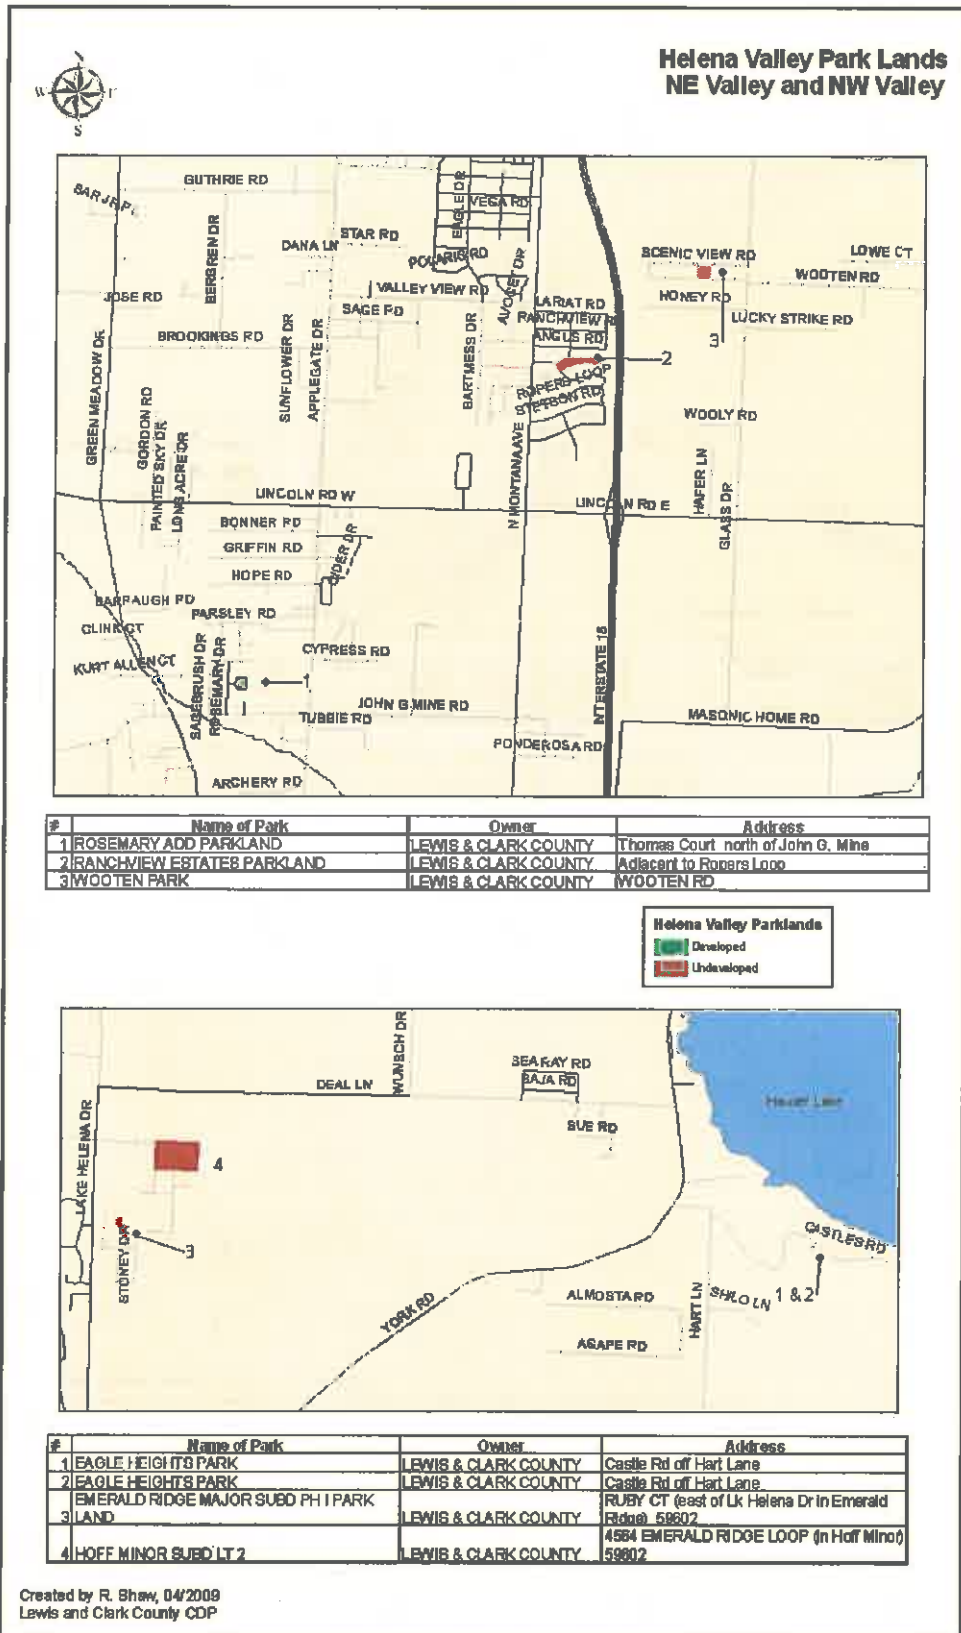 Helena Valley Park Lands
NE Valley and NW Valley
W
S
GUTHRIE RD
VEGA RD
EAGLE DR
STAR RD
DANA LN
POLARIS RD
BERGREN DR
SCENIC VIEW RD
LOWE CT
WOOTEN RD
VALLEY VIEW RD
AVOCET DR
JOSE RD
SAGE RD
LARIAT RD
HONEY RD
RANCHVIEW R
LUCKY STRIKE RD
BROOKINGS RD
ANGUS RD
3
2
GREEN MEADOW DR
SUNFLOWER DR
APPLEGATE DR
BARTMESS DR
ROPERS LOOP
STETSON RD
GORDON RD
PAINTED SKY DR
LONG ACRE DR
WOOLY RD
N MONTANA AVE
HAFER LN
GLASS DR
LINCOLN RD W
LINC N RD E
BONNER RD
GRIFFIN RD
HOPE RD
PARSLEY RD
CLINK CT
KURT ALLEN CT
CYPRESS RD
SAGEBRUSH DR
ROSEMARY DR
1
INTERSTATE 15
JOHN G MINE RD
TUBBIE RD
MASONIC HOME RD
PONDEROSA RD
ARCHERY RD
# Name of Park Owner Address
1 ROSEMARY ADD PARKLAND LEWIS & CLARK COUNTY Thomas Court north of John G. Mine
2 RANCHVIEW ESTATES PARKLAND LEWIS & CLARK COUNTY Adjacent to Ropers Loop
3 WOOTEN PARK LEWIS & CLARK COUNTY WOOTEN RD
Helena Valley Parklands
Developed
Undeveloped
WUNSCH DR
SEARAY RD
BAJA RD
DEAL LN
Hauser Lake
SUE RD
LAKE HELENA DR
4
STONEY DR
3
CASTLES RD
YORK RD
ALMOSTA RD
HART LN
SHILO LN
1 & 2
AGAPE RD
# Name of Park Owner Address
1 EAGLE HEIGHTS PARK LEWIS & CLARK COUNTY Castle Rd off Hart Lane
2 EAGLE HEIGHTS PARK LEWIS & CLARK COUNTY Castle Rd off Hart Lane
EMERALD RIDGE MAJOR SUBD PH I PARK RUBY CT (east of Lk Helena Dr in Emerald
3 LAND LEWIS & CLARK COUNTY Ridge) 59602
4564 EMERALD RIDGE LOOP (in Hoff Minor)
4 HOFF MINOR SUBD LT 2 LEWIS & CLARK COUNTY 59602
Created by R. Shaw, 04/2009
Lewis and Clark County CDP